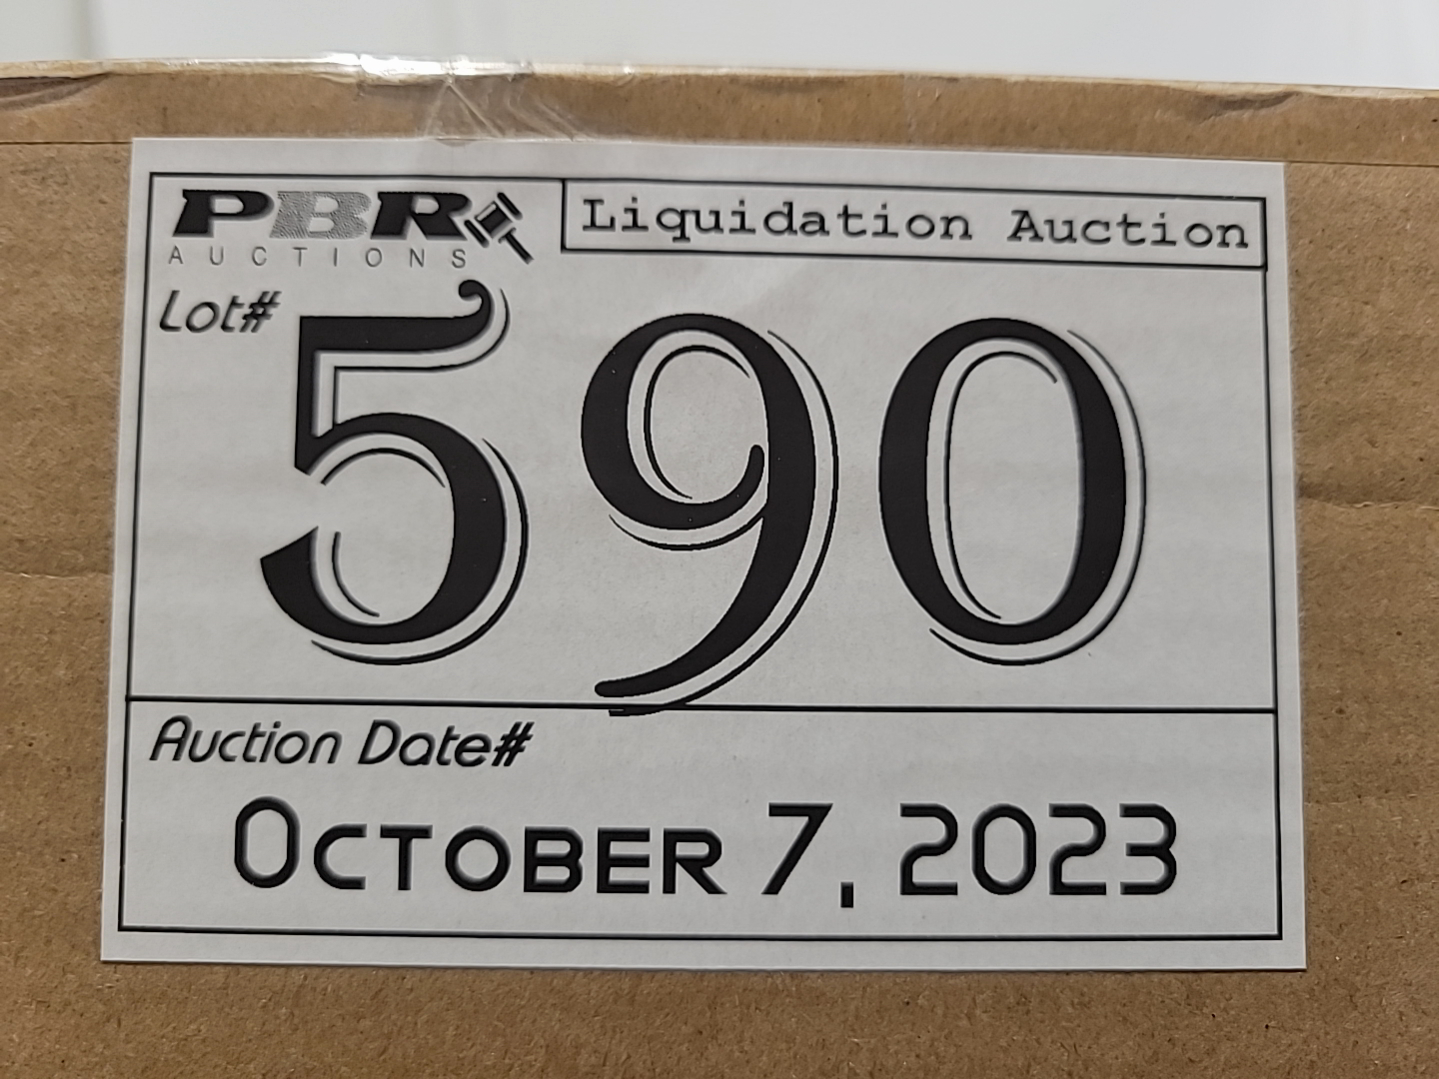 PBR
AUCTIONS
Liquidation Auction
Lot#
590
Auction Date#
October 7, 2023